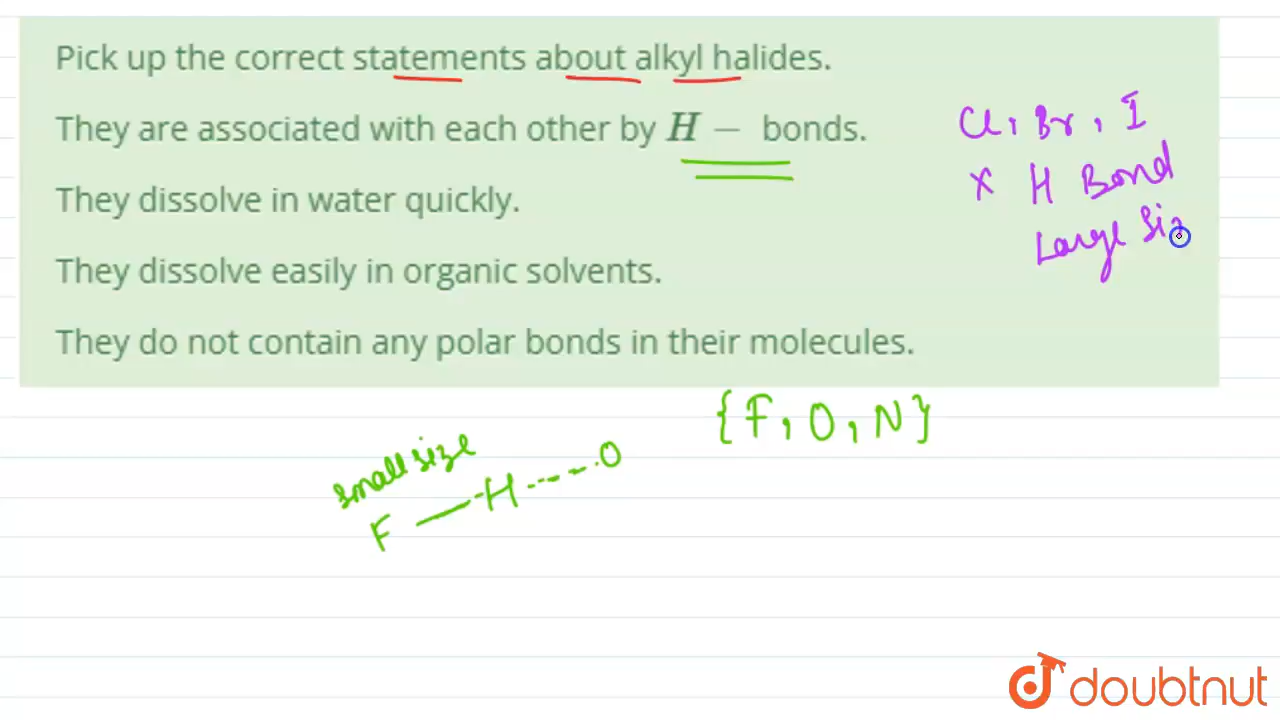 Pick up the correct statements about alkyl halides.
They are associated with each other by H – bonds.
They dissolve in water quickly.
They dissolve easily in organic solvents.
They do not contain any polar bonds in their molecules.
Cl, Br, I
x H Bond
Large Siz
{F, O, N}
small size
F — H ---- O
doubtnut